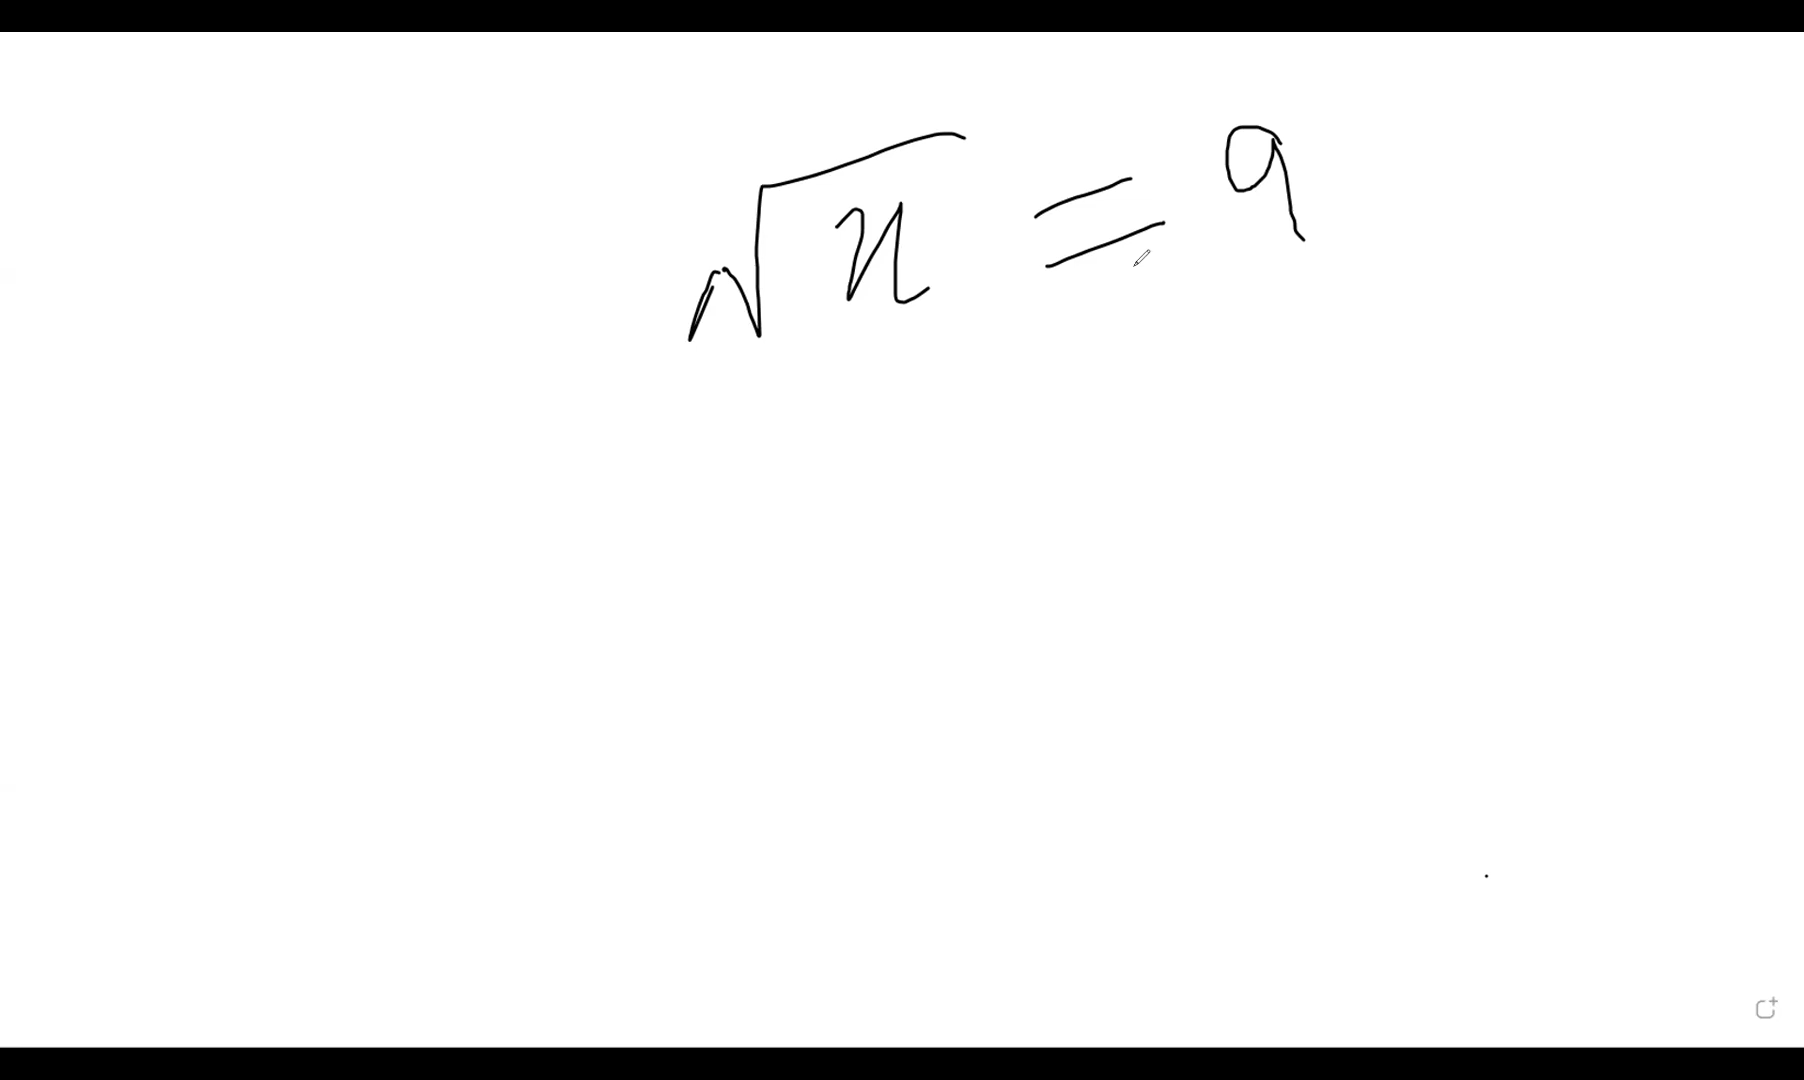 √x = 9